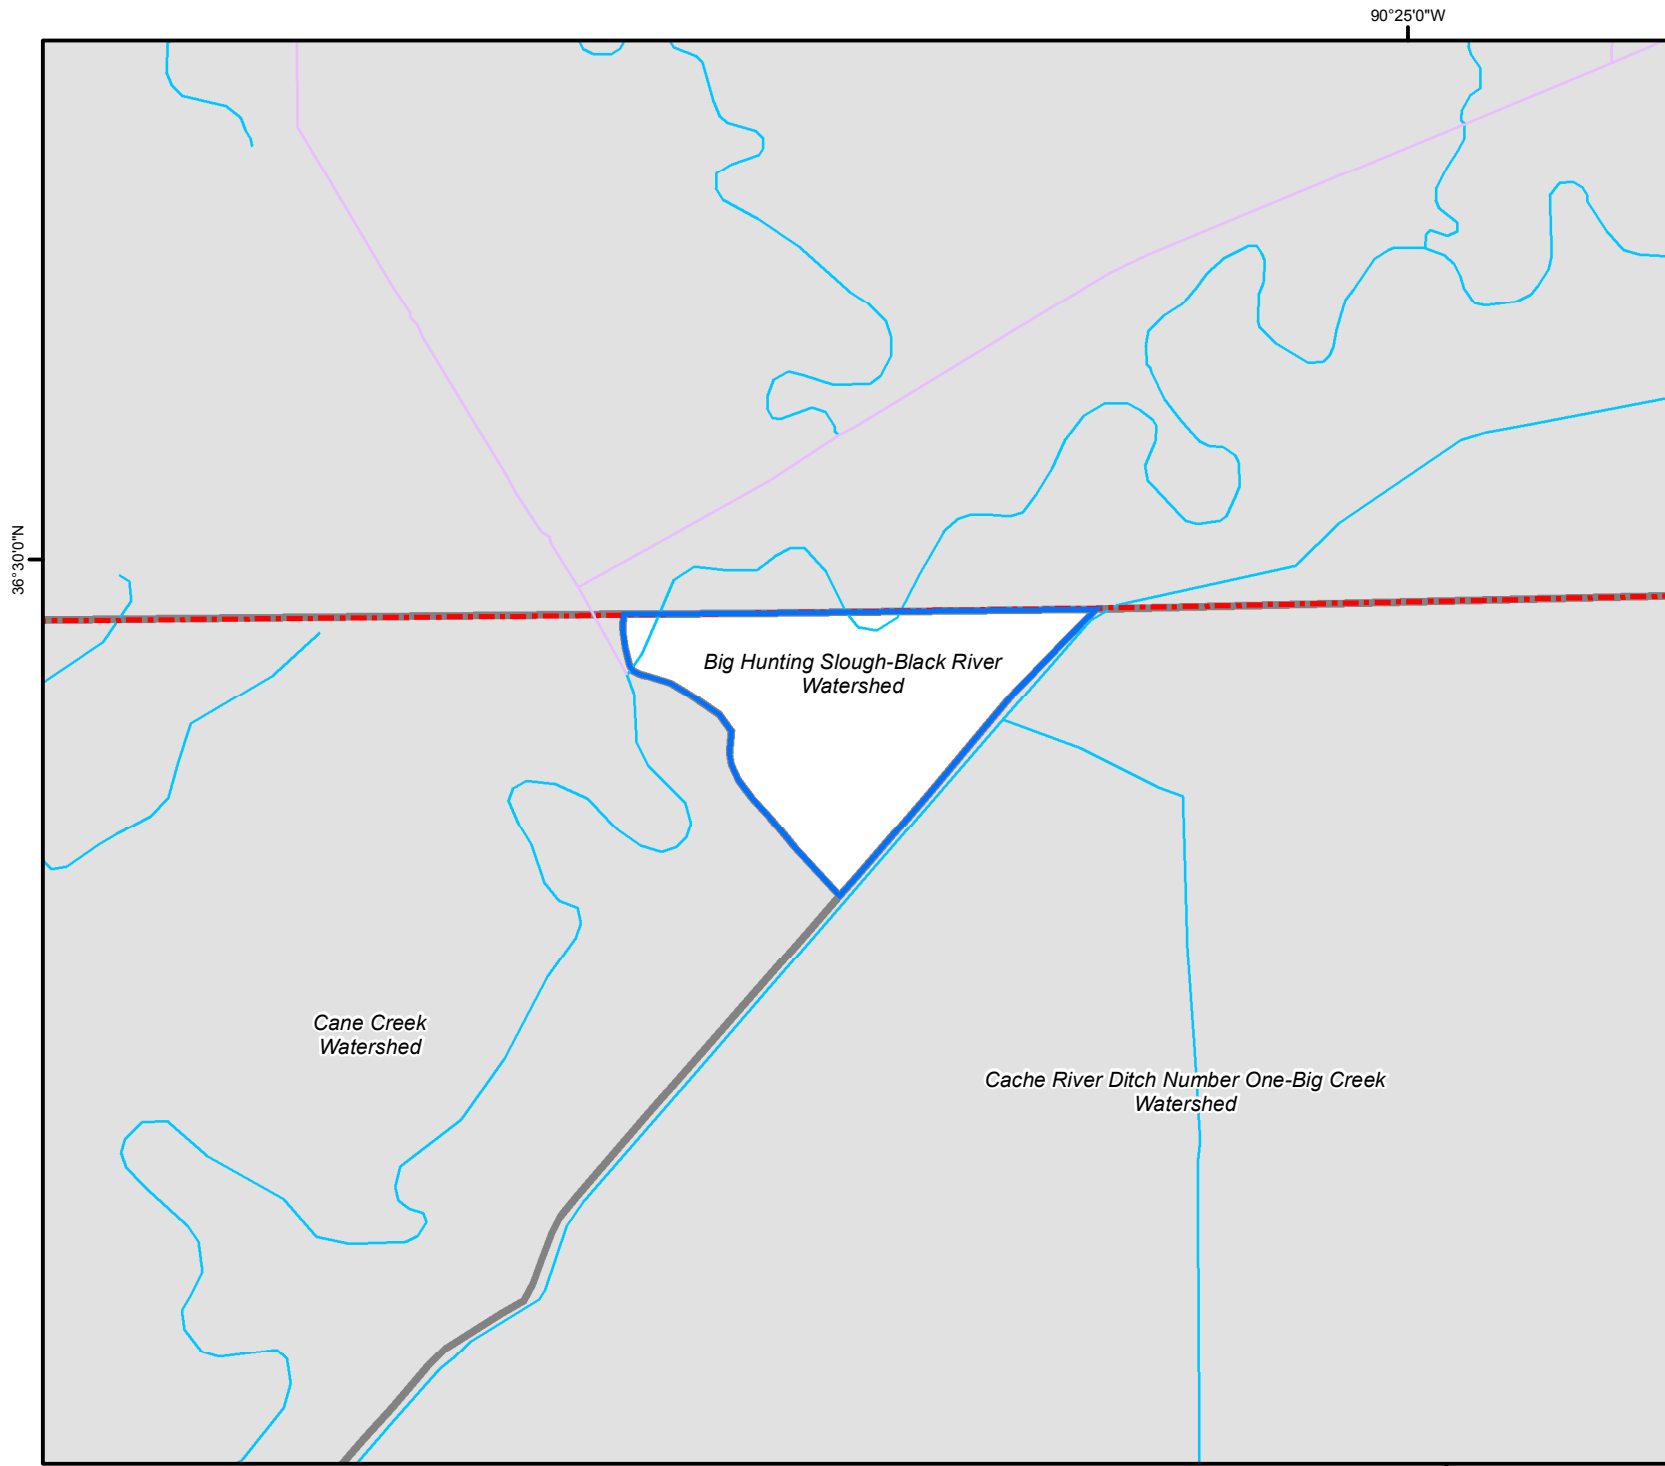 90°25'0"W
36°30'0"N
Big Hunting Slough-Black River
Watershed
Cane Creek
Watershed
Cache River Ditch Number One-Big Creek
Watershed